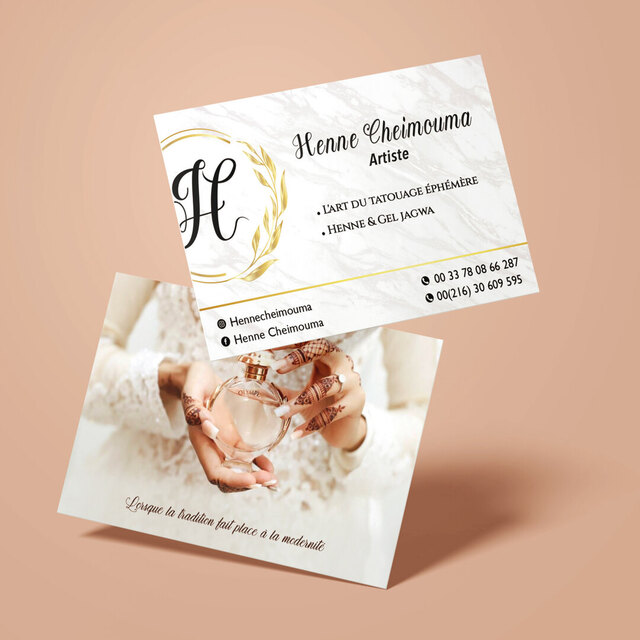 H
Henne Cheimouma
Artiste
• L'ART DU TATOUAGE ÉPHÉMÈRE
• HENNE & GEL JAGWA
00 33 78 08 66 287
00(216) 30 609 595
Hennecheimouma
Henne Cheimouma
OLYMPÉA
Lorsque la tradition fait place à la modernité